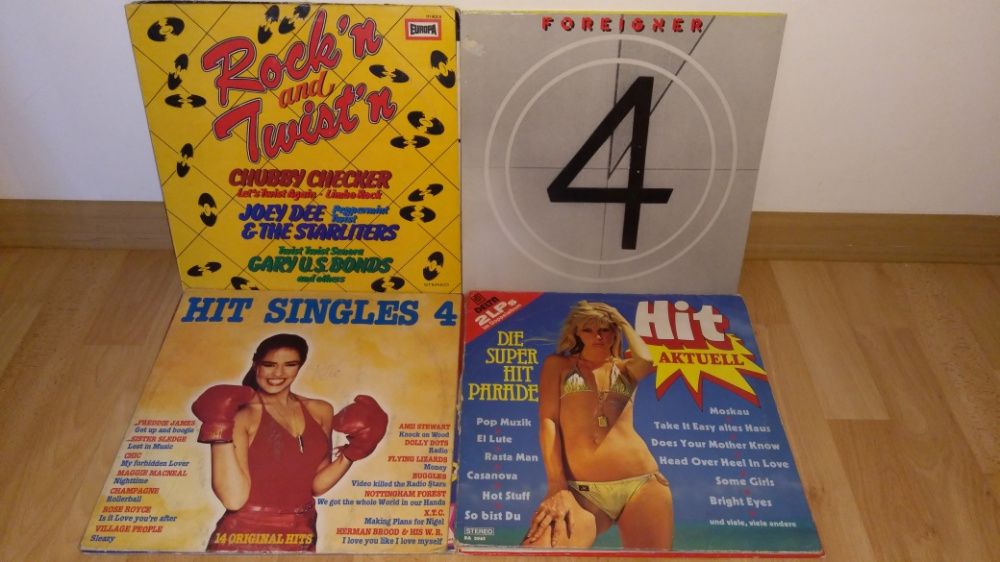 EUROPA
Rock'n
and
Twist'n
CHUBBY CHECKER
Let's Twist Again · Limbo Rock
JOEY DEE Peppermint
Twist
& THE STARLITERS
Twist Twist Senora
GARY U.S. BONDS
and others
FOREIGNER
4
HIT SINGLES 4
...FREDDIE JAMES
Get up and boogie
...SISTER SLEDGE
Lost in Music
CHIC
My forbidden Lover
MAGGIE MACNEAL
Nighttime
CHAMPAGNE
Rollerball
ROSE ROYCE
Is it Love you're after
VILLAGE PEOPLE
Sleazy
AMII STEWART
Knock on Wood
DOLLY DOTS
Radio
FLYING LIZARDS
Money
BUGGLES
Video killed the Radio Stars
NOTTINGHAM FOREST
We got the whole World in our Hands
X.T.C.
Making Plans for Nigel
HERMAN BROOD & HIS W. R.
I love you like I love myself
14 ORIGINAL HITS
DELTA
2 LPs
DIE
SUPER
HIT
PARADE
Hit
AKTUELL
Pop Muzik
El Lute
Rasta Man
Casanova
Hot Stuff
So bist Du
Moskau
Take It Easy altes Haus
Does Your Mother Know
Head Over Heel In Love
Some Girls
Bright Eyes
und viele, viele andere
STEREO